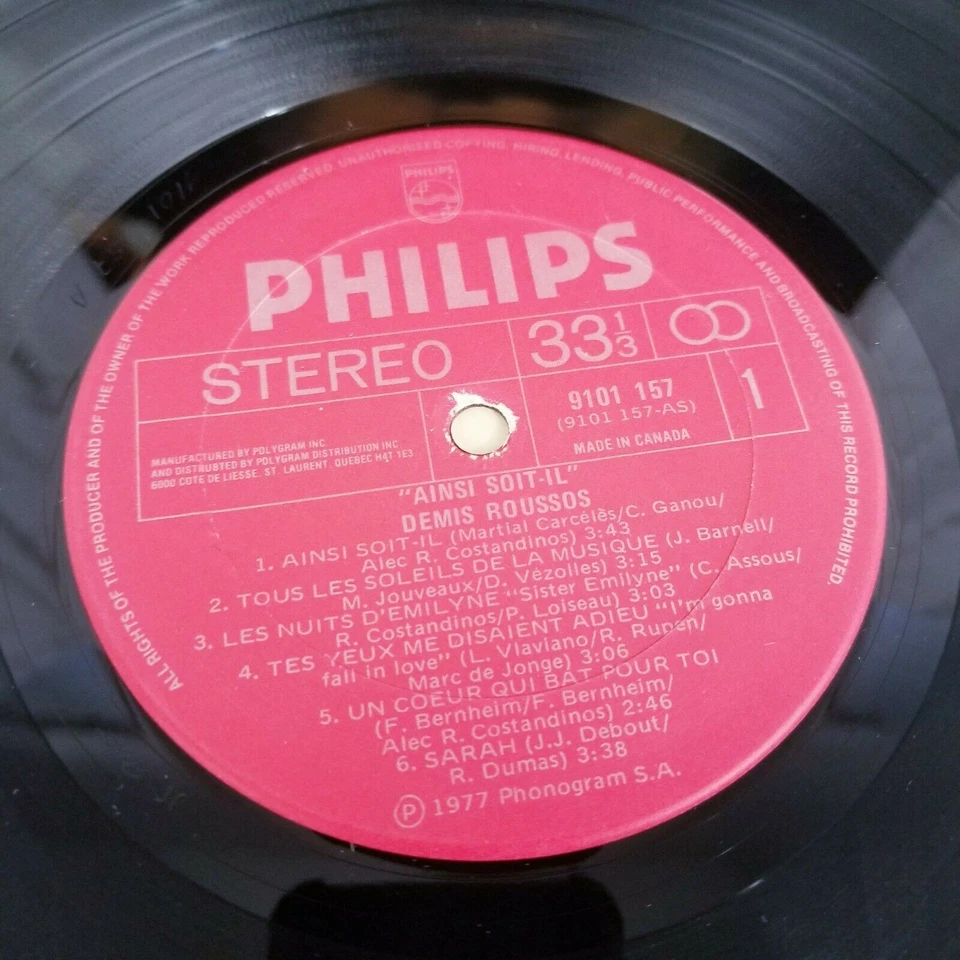 ALL RIGHTS OF THE PRODUCER AND OF THE OWNER OF THE WORK REPRODUCED RESERVED. UNAUTHORISED COPYING, HIRING, LENDING, PUBLIC PERFORMANCE AND BROADCASTING OF THIS RECORD PROHIBITED.
PHILIPS
PHILIPS
STEREO
33 1/3
MANUFACTURED BY POLYGRAM INC
AND DISTRUBTED BY POLYGRAM DISTRIBUTION INC
6000 COTE DE LIESSE, ST. LAURENT, QUEBEC H4T 1E3
9101 157
(9101 157-AS)
MADE IN CANADA
1
"AINSI SOIT-IL"
DEMIS ROUSSOS
1. AINSI SOIT-IL (Martial Carcélès/C. Ganou/
Alec R. Costandinos) 3:43
2. TOUS LES SOLEILS DE LA MUSIQUE (J. Barnell/
M. Jouveaux/D. Vézolles) 3:15
3. LES NUITS D'EMILYNE "Sister Emilyne" (C. Assous/
R. Costandinos/P. Loiseau) 3:03
4. TES YEUX ME DISAIENT ADIEU "I'm gonna
fall in love" (L. Vlaviano/R. Rupen/
Marc de Jonge) 3:06
5. UN COEUR QUI BAT POUR TOI
(F. Bernheim/F. Bernheim/
Alec R. Costandinos) 2:46
6. SARAH (J.J. Debout/
R. Dumas) 3:38
Ⓟ 1977 Phonogram S.A.